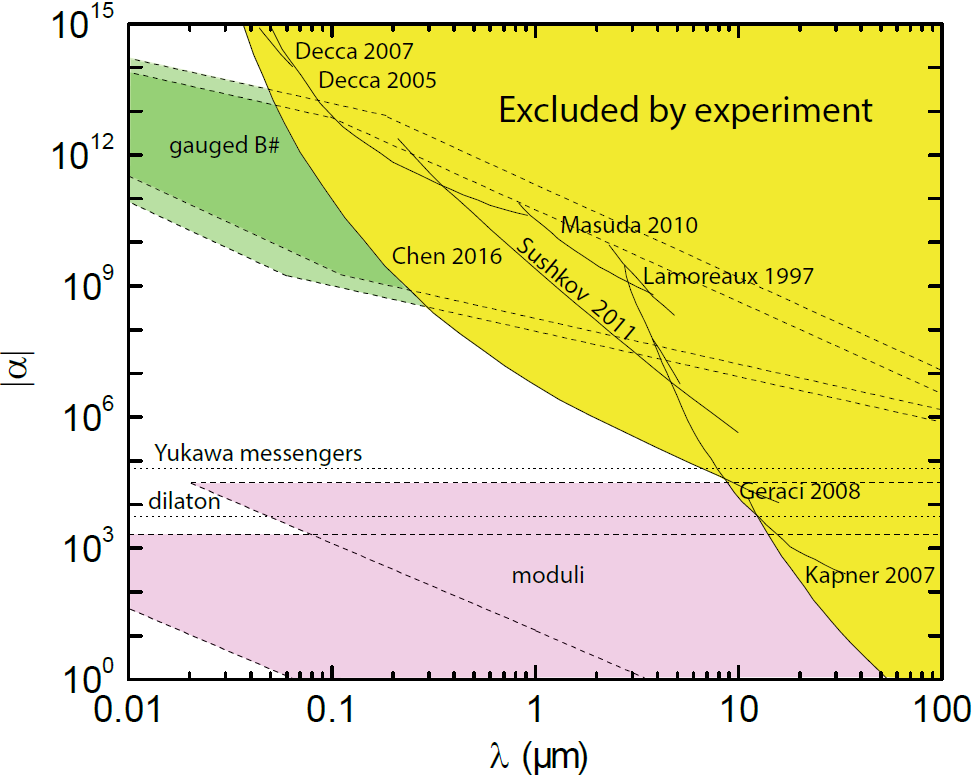 10^15
10^12
10^9
10^6
10^3
10^0
|α|
Decca 2007
Decca 2005
Excluded by experiment
gauged B#
Masuda 2010
Chen 2016
Sushkov 2011
Lamoreaux 1997
Yukawa messengers
dilaton
Geraci 2008
moduli
Kapner 2007
0.01 0.1 1 10 100
λ (μm)